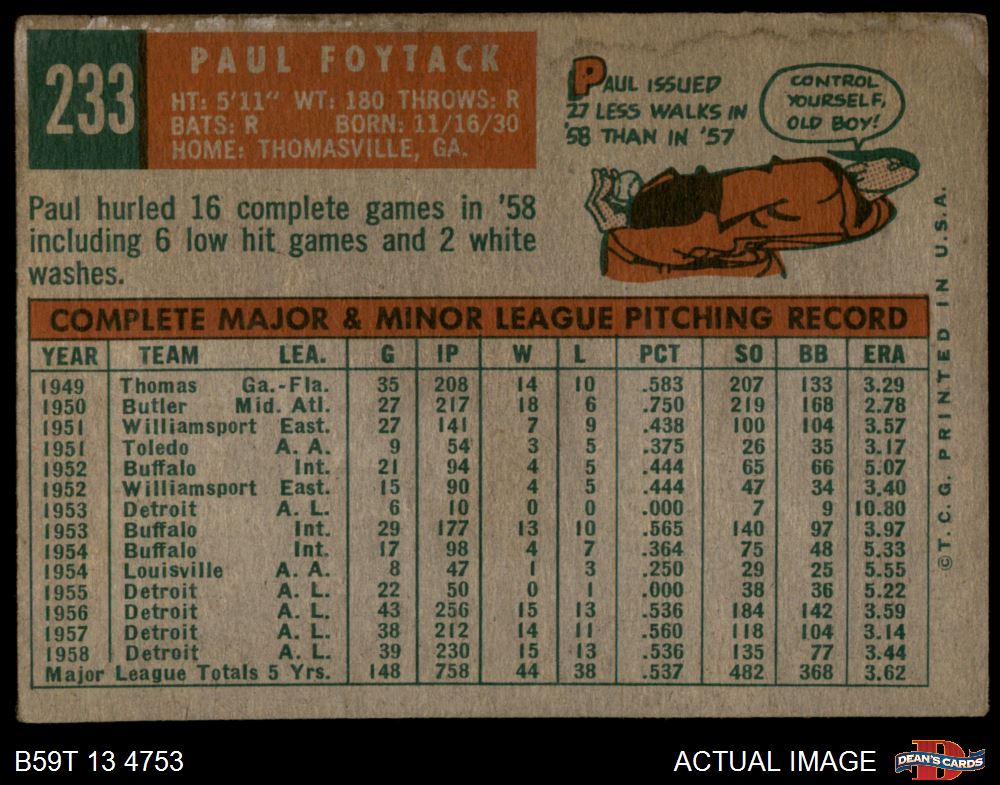 233
PAUL FOYTACK
HT: 5'11" WT: 180 THROWS: R
BATS: R BORN: 11/16/30
HOME: THOMASVILLE, GA.
PAUL ISSUED
27 LESS WALKS IN
'58 THAN IN '57
CONTROL
YOURSELF,
OLD BOY!
Paul hurled 16 complete games in '58
including 6 low hit games and 2 white
washes.
COMPLETE MAJOR & MINOR LEAGUE PITCHING RECORD
YEAR TEAM LEA. G IP W L PCT SO BB ERA
1949 Thomas Ga.-Fla. 35 208 14 10 .583 207 133 3.29
1950 Butler Mid. Atl. 27 217 18 6 .750 219 168 2.78
1951 Williamsport East. 27 141 7 9 .438 100 104 3.57
1951 Toledo A. A. 9 54 3 5 .375 26 35 3.17
1952 Buffalo Int. 21 94 4 5 .444 65 66 5.07
1952 Williamsport East. 15 90 4 5 .444 47 34 3.40
1953 Detroit A. L. 6 10 0 0 .000 7 9 10.80
1953 Buffalo Int. 29 177 13 10 .565 140 97 3.97
1954 Buffalo Int. 17 98 4 7 .364 75 48 5.33
1954 Louisville A. A. 8 47 1 3 .250 29 25 5.55
1955 Detroit A. L. 22 50 0 1 .000 38 36 5.22
1956 Detroit A. L. 43 256 15 13 .536 184 142 3.59
1957 Detroit A. L. 38 212 14 11 .560 118 104 3.14
1958 Detroit A. L. 39 230 15 13 .536 135 77 3.44
Major League Totals 5 Yrs. 148 758 44 38 .537 482 368 3.62
©T. C. G. PRINTED IN U.S.A.
B59T 13 4753
ACTUAL IMAGE
DEAN'S CARDS